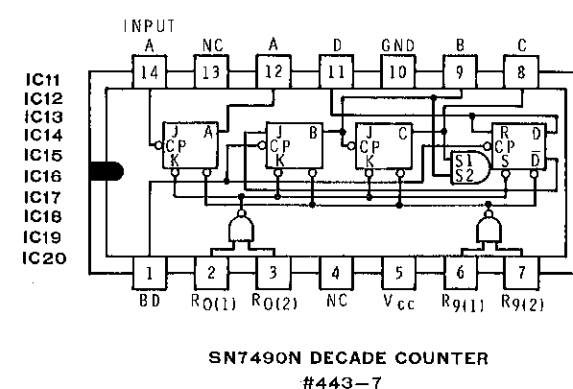 INPUT
A NC A D GND B C
14 13 12 11 10 9 8
IC11
IC12
IC13
IC14
IC15
IC16
IC17
IC18
IC19
IC20
J A
CP
K
J B
CP
K
J C
CP
K
S1
S2
R D
CP
S D̅
1 2 3 4 5 6 7
BD R0(1) R0(2) NC Vcc R9(1) R9(2)
SN7490N DECADE COUNTER
#443-7